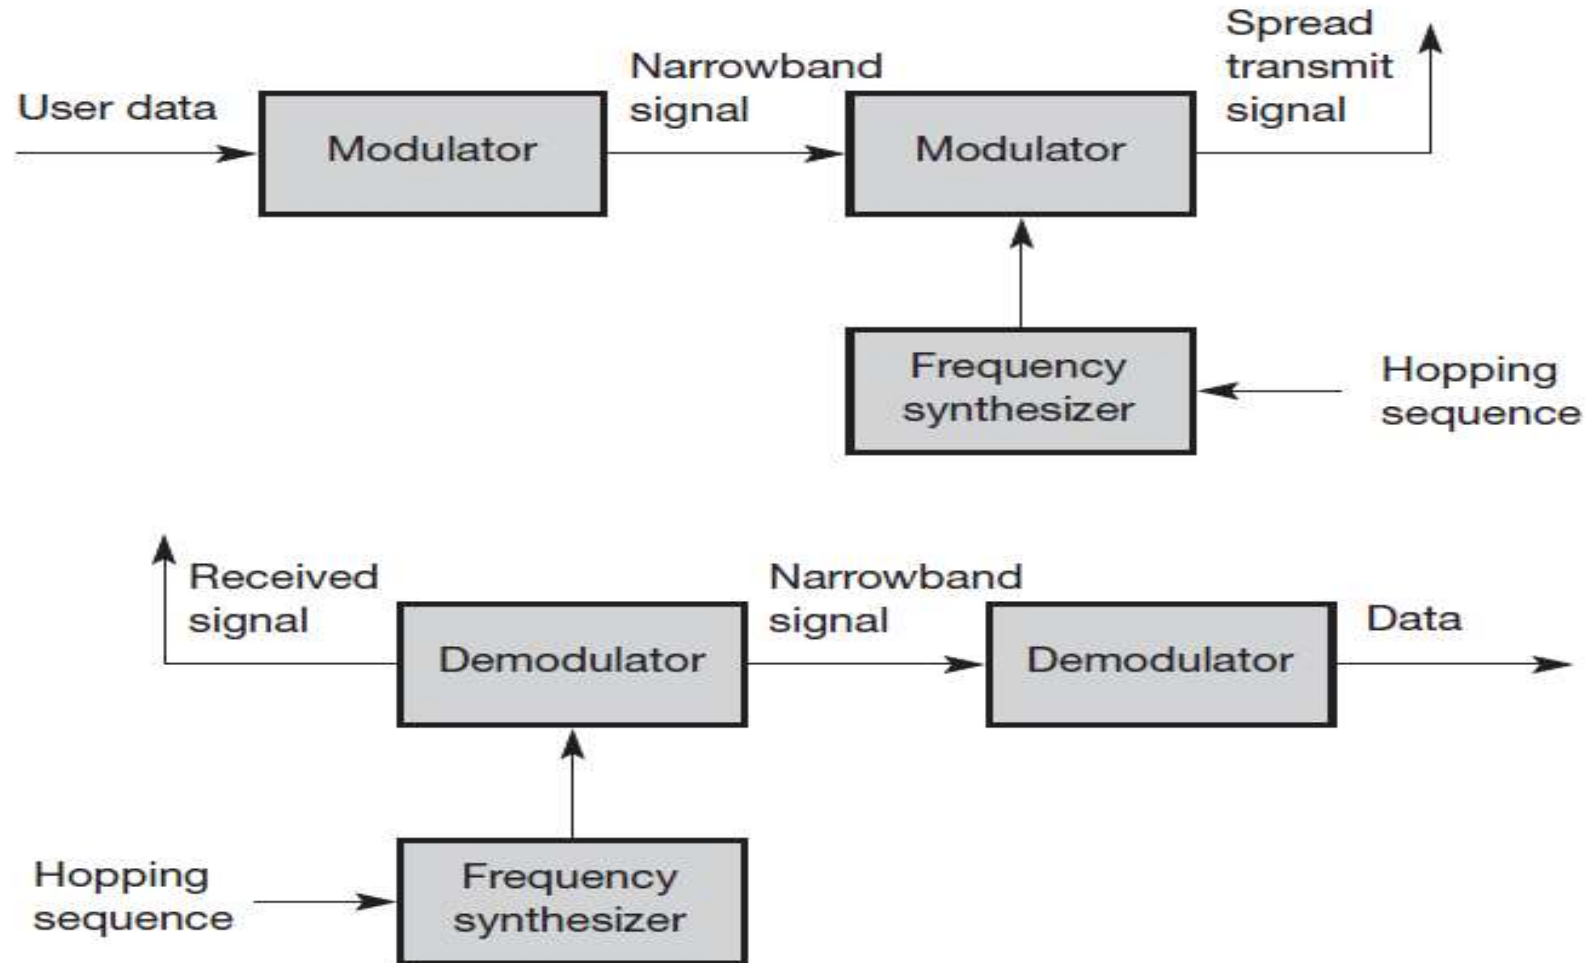 User data
Modulator
Narrowband
signal
Modulator
Spread
transmit
signal
Frequency
synthesizer
Hopping
sequence
Received
signal
Demodulator
Narrowband
signal
Demodulator
Data
Hopping
sequence
Frequency
synthesizer